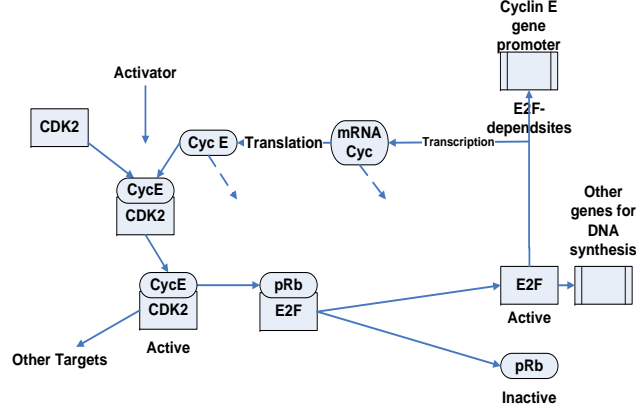 Cyclin E
gene
promoter
Activator
CDK2
Cyc E
Translation
mRNA
Cyc
Transcription
E2F-
dependsites
CycE
CDK2
Other
genes for
DNA
synthesis
CycE
CDK2
Active
pRb
E2F
E2F
Active
Other Targets
pRb
Inactive